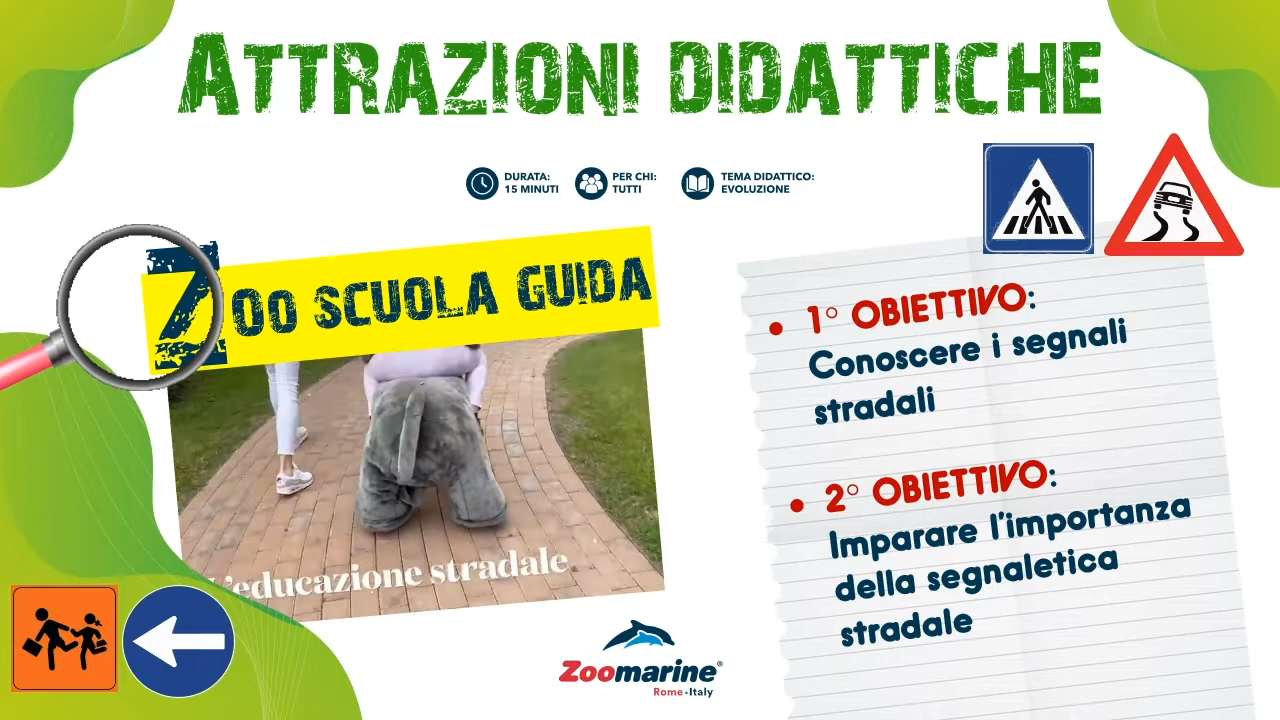 ATTRAZIONI DIDATTICHE
DURATA:
15 MINUTI
PER CHI:
TUTTI
TEMA DIDATTICO:
EVOLUZIONE
ZOO SCUOLA GUIDA
L'educazione stradale
• 1° OBIETTIVO:
Conoscere i segnali
stradali
• 2° OBIETTIVO:
Imparare l'importanza
della segnaletica
stradale
Zoomarine®
Rome • Italy